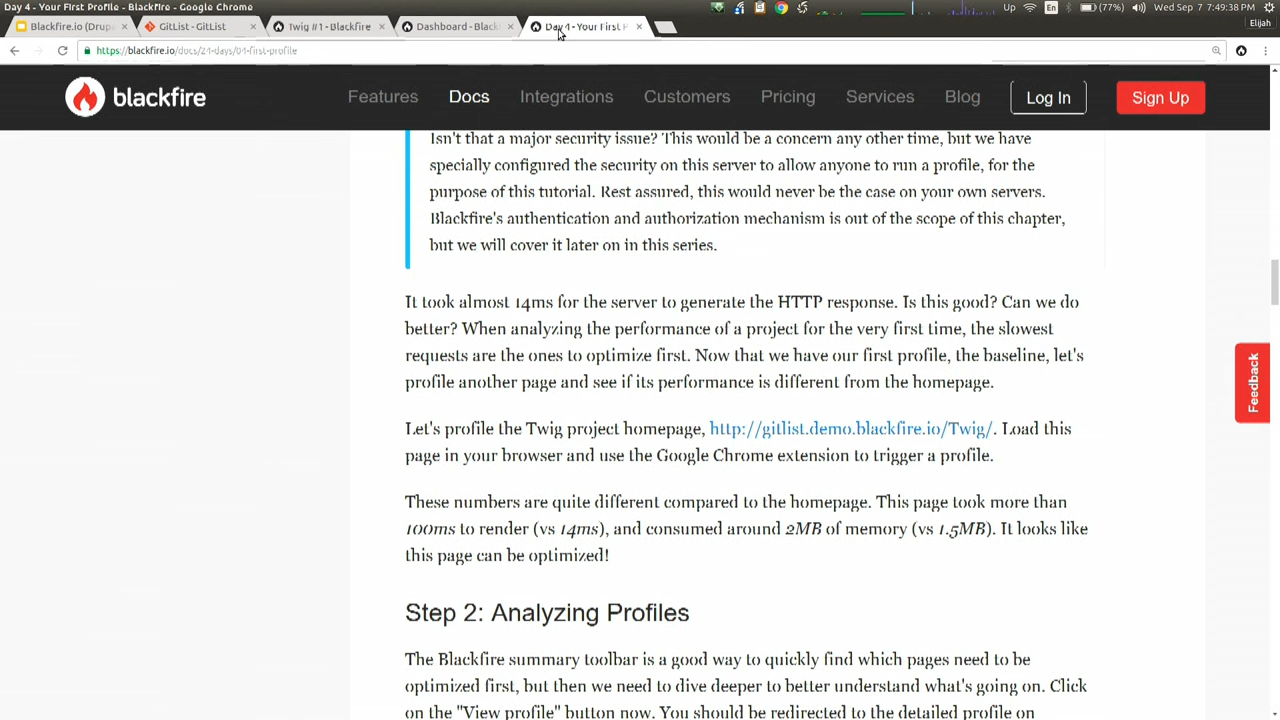 Day 4 - Your First Profile - Blackfire - Google Chrome
Up
En
(77%)
Wed Sep 7 7:49:38 PM
Elijah
Blackfire.io (Drup
GitList - GitList
Twig #1 - Blackfire
Dashboard - Black
Day 4 - Your First P
https://blackfire.io/docs/24-days/04-first-profile
blackfire
Features
Docs
Integrations
Customers
Pricing
Services
Blog
Log In
Sign Up
Isn't that a major security issue? This would be a concern any other time, but we have
specially configured the security on this server to allow anyone to run a profile, for the
purpose of this tutorial. Rest assured, this would never be the case on your own servers.
Blackfire's authentication and authorization mechanism is out of the scope of this chapter,
but we will cover it later on in this series.
It took almost 14ms for the server to generate the HTTP response. Is this good? Can we do
better? When analyzing the performance of a project for the very first time, the slowest
requests are the ones to optimize first. Now that we have our first profile, the baseline, let's
profile another page and see if its performance is different from the homepage.
Let's profile the Twig project homepage, http://gitlist.demo.blackfire.io/Twig/. Load this
page in your browser and use the Google Chrome extension to trigger a profile.
These numbers are quite different compared to the homepage. This page took more than
100ms to render (vs 14ms), and consumed around 2MB of memory (vs 1.5MB). It looks like
this page can be optimized!
Feedback
Step 2: Analyzing Profiles
The Blackfire summary toolbar is a good way to quickly find which pages need to be
optimized first, but then we need to dive deeper to better understand what's going on. Click
on the "View profile" button now. You should be redirected to the detailed profile on